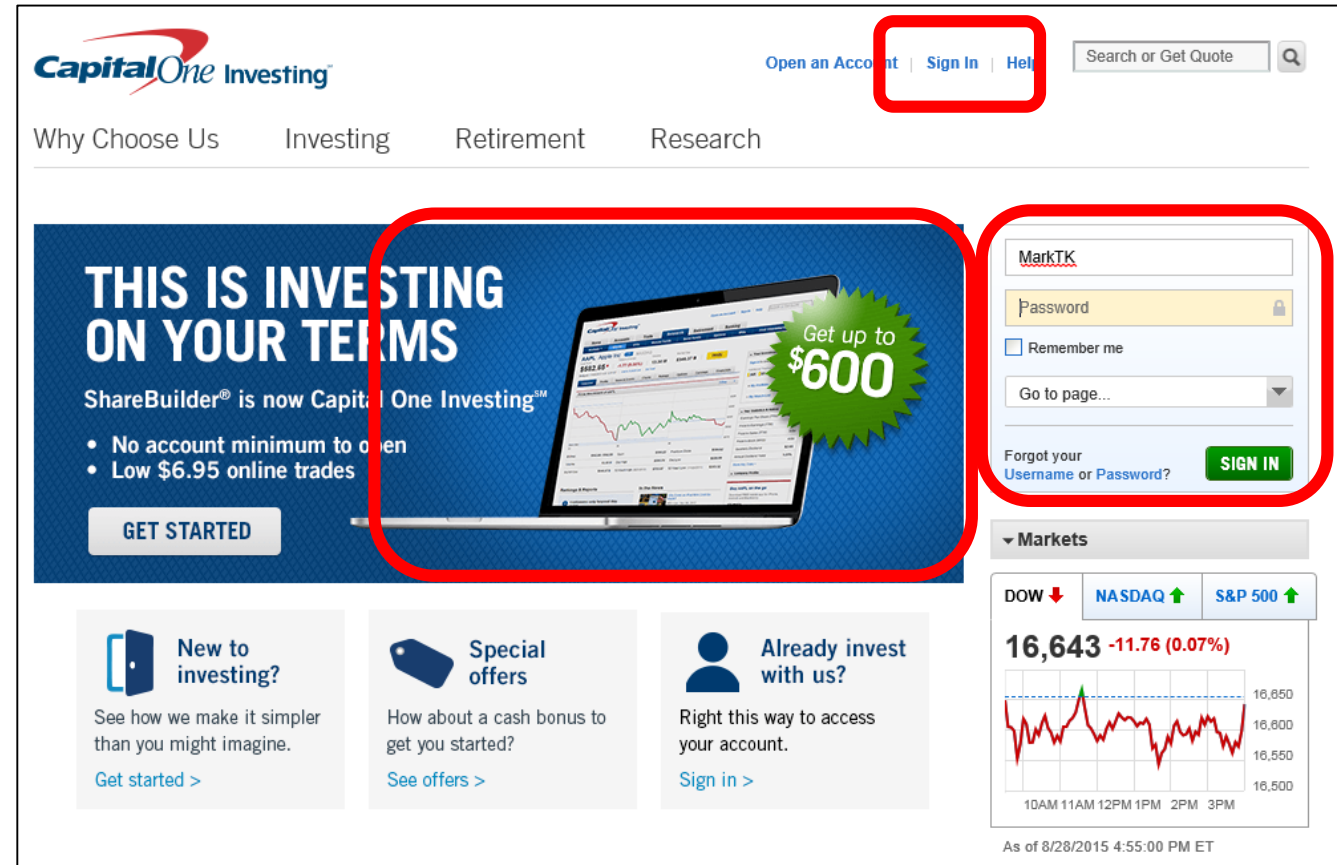 CapitalOne Investing
Open an Account | Sign In | Help
Search or Get Quote
Why Choose Us Investing Retirement Research
THIS IS INVESTING
ON YOUR TERMS
ShareBuilder® is now Capital One Investing℠
• No account minimum to open
• Low $6.95 online trades
GET STARTED
Get up to
$600
MarkTK
Password
Remember me
Go to page...
Forgot your
Username or Password?
SIGN IN
Markets
DOW NASDAQ S&P 500
16,643 -11.76 (0.07%)
16,650
16,600
16,550
16,500
10AM 11AM 12PM 1PM 2PM 3PM
As of 8/28/2015 4:55:00 PM ET
New to
investing?
See how we make it simpler
than you might imagine.
Get started >
Special
offers
How about a cash bonus to
get you started?
See offers >
Already invest
with us?
Right this way to access
your account.
Sign in >